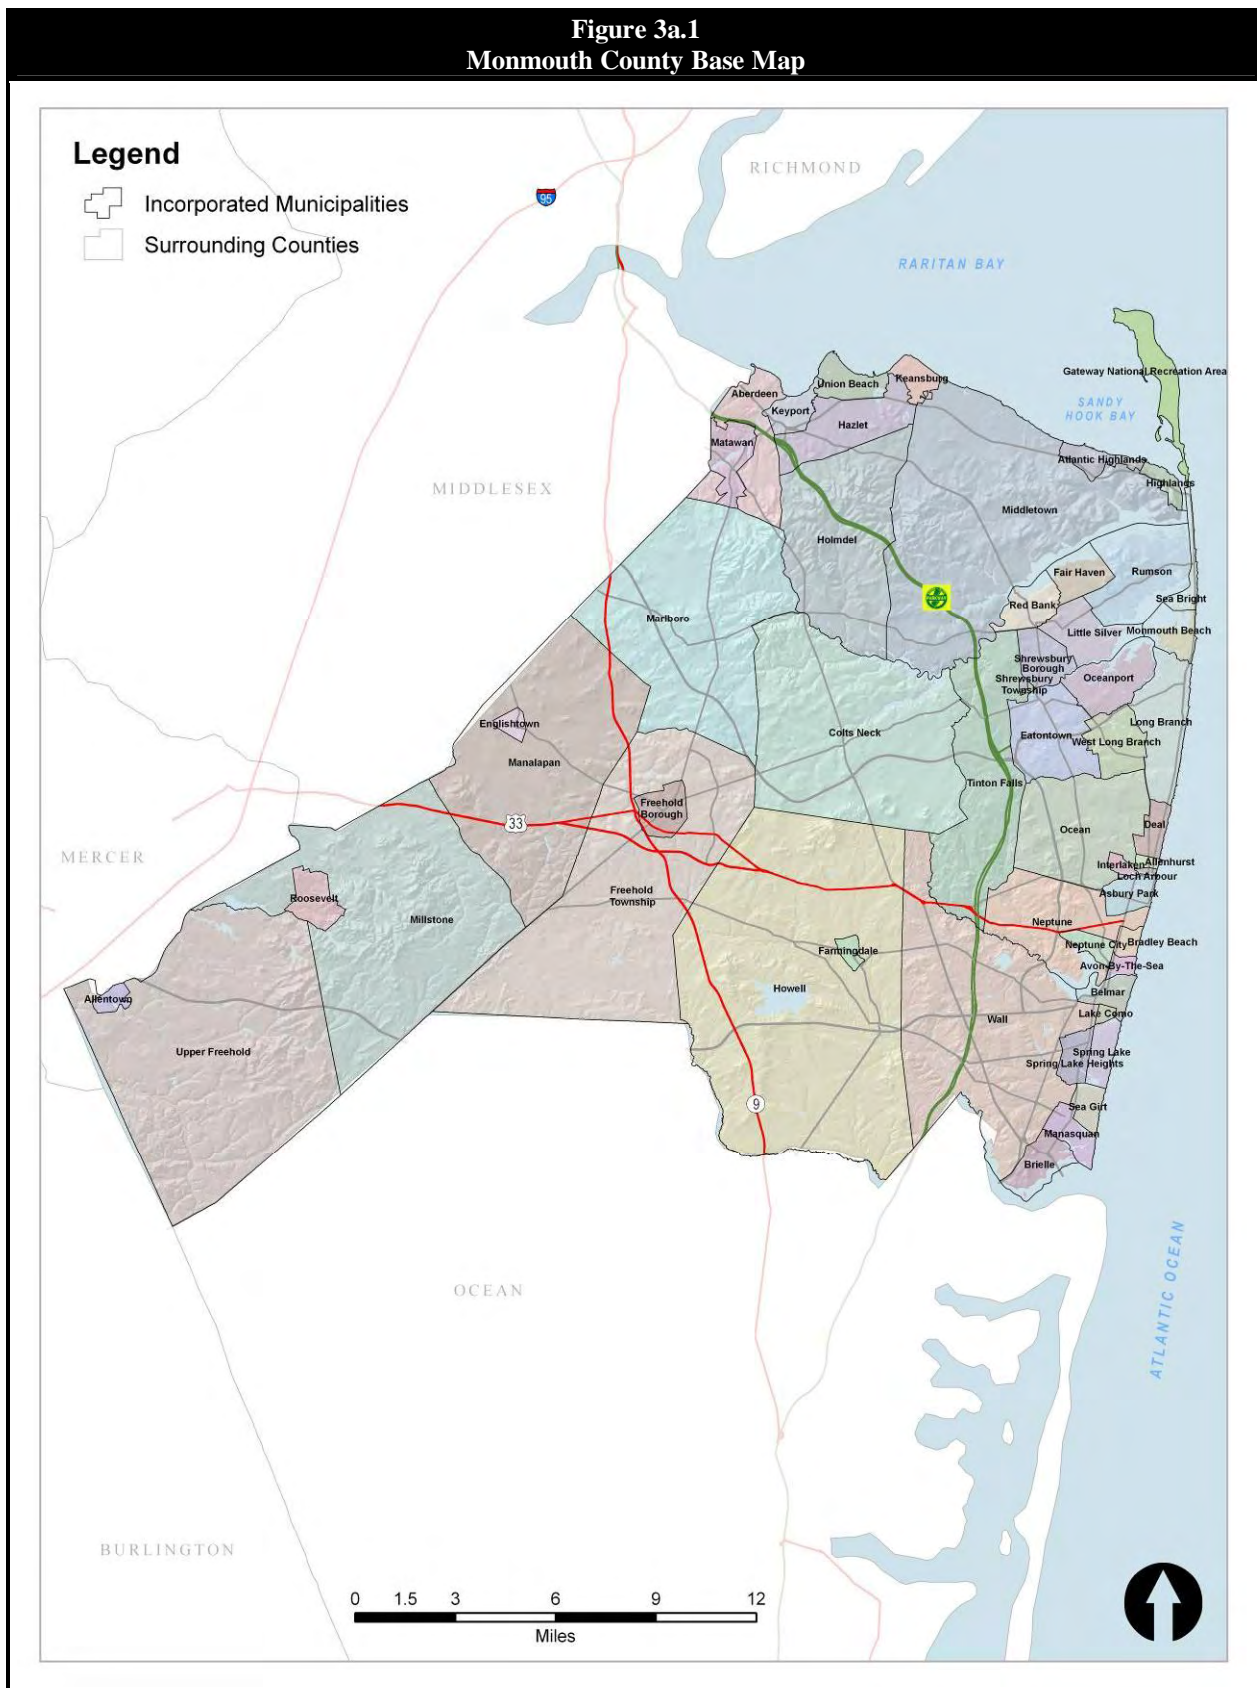 Figure 3a.1
Monmouth County Base Map
Legend
Incorporated Municipalities
Surrounding Counties
95
RICHMOND
RARITAN BAY
Gateway National Recreation Area
SANDY
HOOK BAY
Aberdeen
Union Beach
Keansburg
Keyport
Hazlet
Matawan
Atlantic Highlands
Highlands
MIDDLESEX
Middletown
Holmdel
Fair Haven
Rumson
Sea Bright
Red Bank
Marlboro
Little Silver
Monmouth Beach
Shrewsbury
Borough
Shrewsbury
Township
Oceanport
Englishtown
Manalapan
Colts Neck
Eatontown
Long Branch
West Long Branch
Tinton Falls
Freehold
Borough
33
Ocean
Deal
MERCER
Interlaken
Allenhurst
Loch Arbour
Asbury Park
Roosevelt
Millstone
Freehold
Township
Neptune
Farmingdale
Neptune City
Bradley Beach
Avon-By-The-Sea
Allentown
Howell
Belmar
Lake Como
Wall
Upper Freehold
Spring Lake
Spring Lake Heights
9
Sea Girt
Manasquan
Brielle
OCEAN
ATLANTIC OCEAN
BURLINGTON
0 1.5 3 6 9 12
Miles